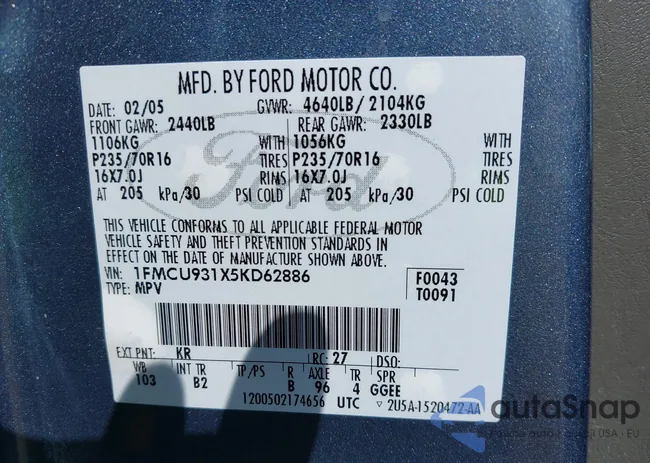 MFD. BY FORD MOTOR CO.
DATE: 02/05 GVWR: 4640LB/ 2104KG
FRONT GAWR: 2440LB REAR GAWR: 2330LB
1106KG WITH 1056KG WITH
P235/70R16 TIRES P235/70R16 TIRES
16X7.0J RIMS 16X7.0J RIMS
AT 205 kPa/30 PSI COLD AT 205 kPa/30 PSI COLD
Ford
THIS VEHICLE CONFORMS TO ALL APPLICABLE FEDERAL MOTOR
VEHICLE SAFETY AND THEFT PREVENTION STANDARDS IN
EFFECT ON THE DATE OF MANUFACTURE SHOWN ABOVE.
VIN: 1FMCU931X5KD62886 F0043
TYPE: MPV T0091
EXT PNT: KR RC: 27 DSO:
WB INT TR TP/PS R AXLE TR SPR
103 B2 B 96 4 GGEE
1200502174656 UTC 2U5A-1520472-AA
autoSnap